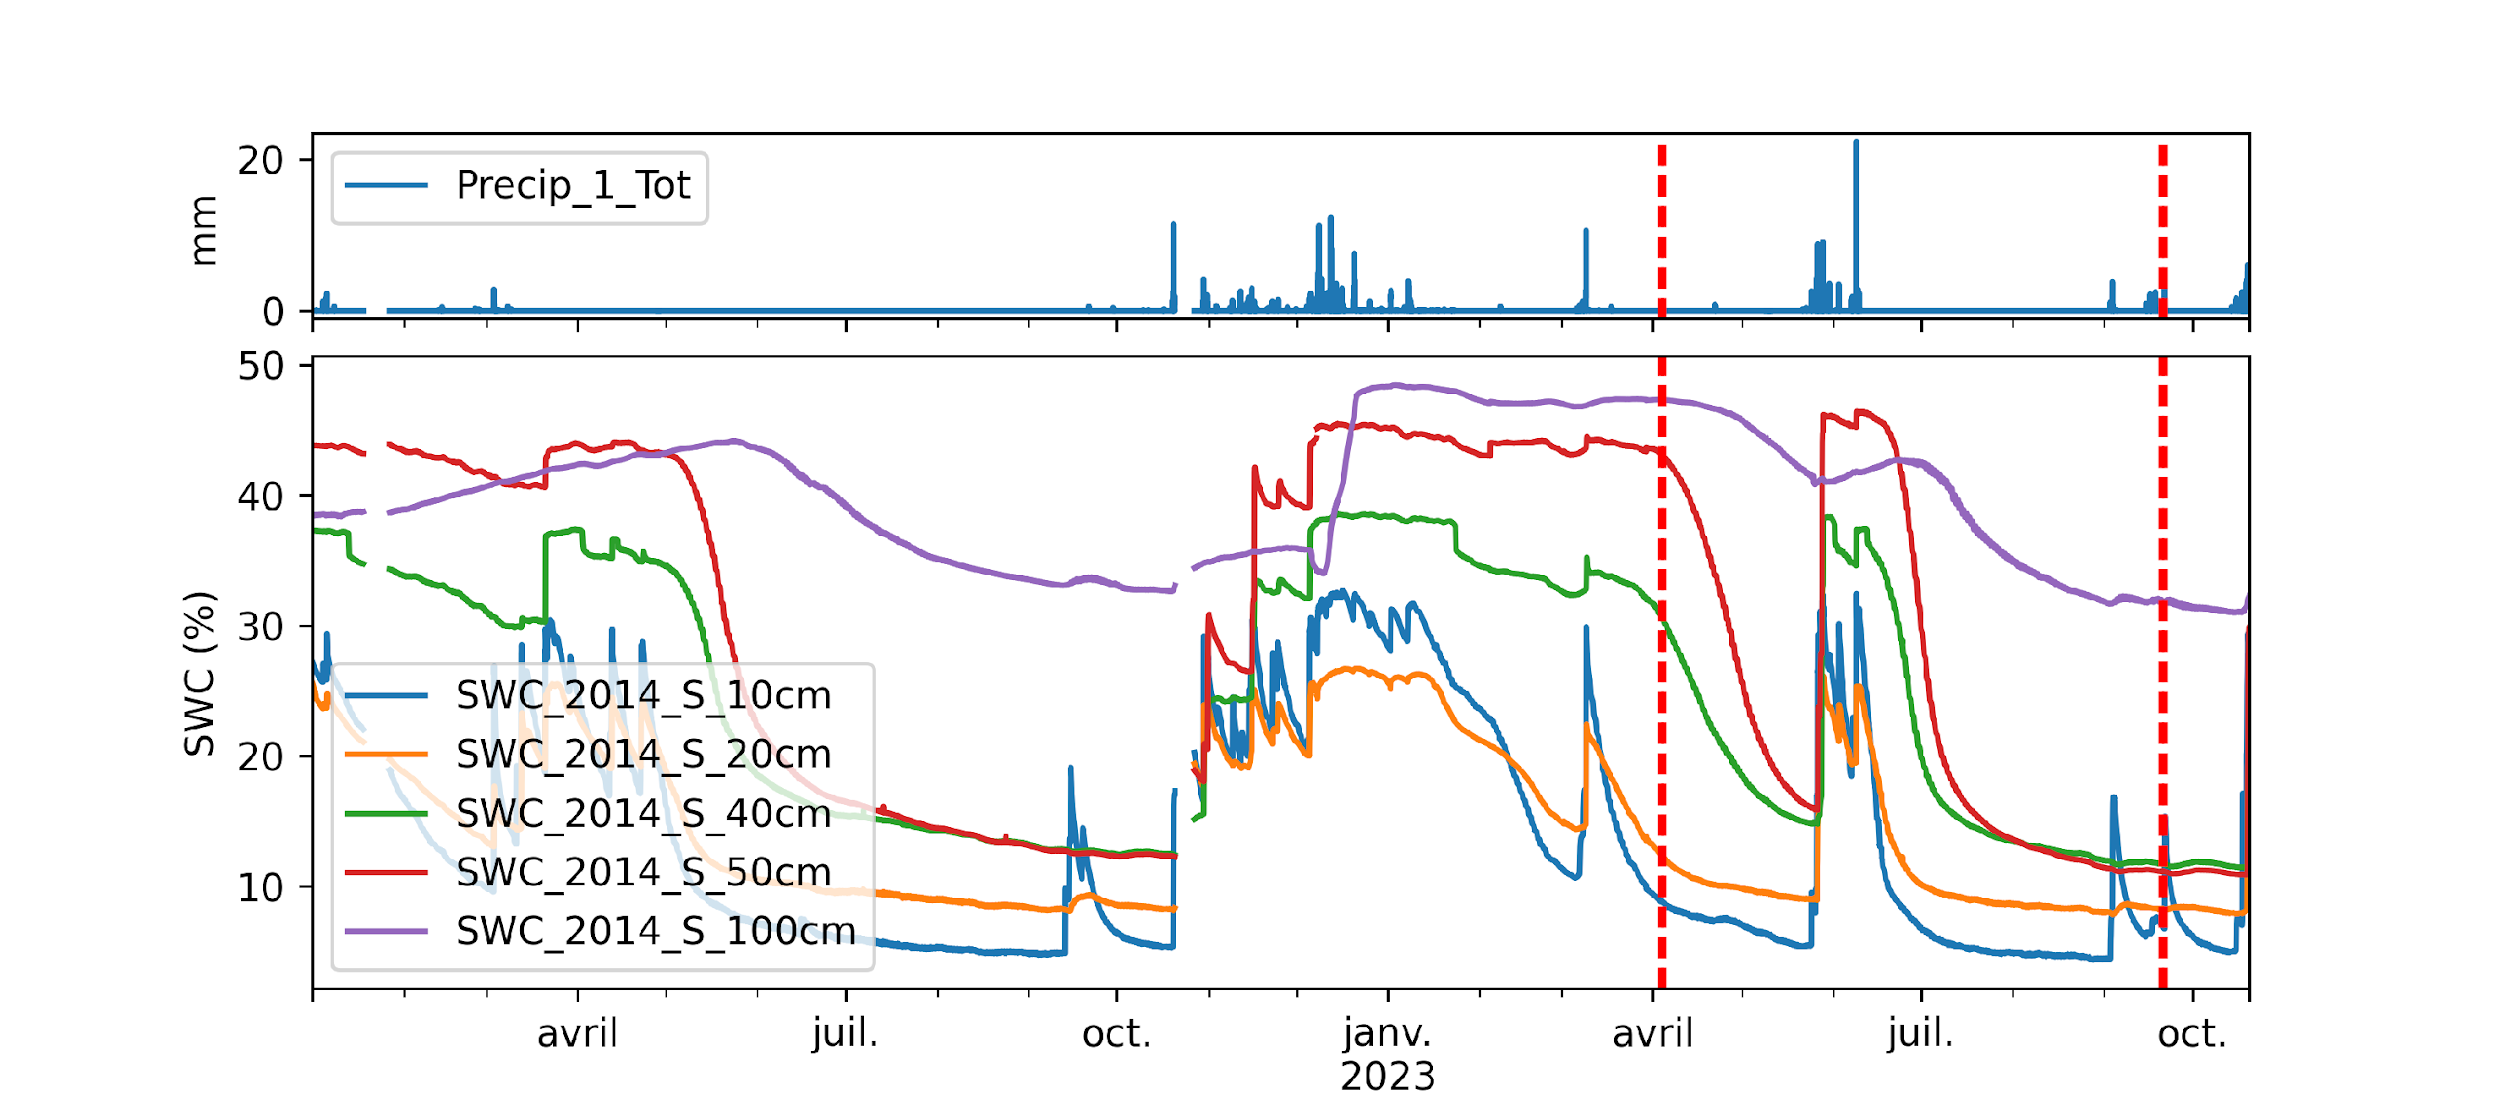 20
0
mm
Precip_1_Tot
50
40
30
20
10
SWC (%)
SWC_2014_S_10cm
SWC_2014_S_20cm
SWC_2014_S_40cm
SWC_2014_S_50cm
SWC_2014_S_100cm
avril juil. oct. janv. avril juil. oct.
2023